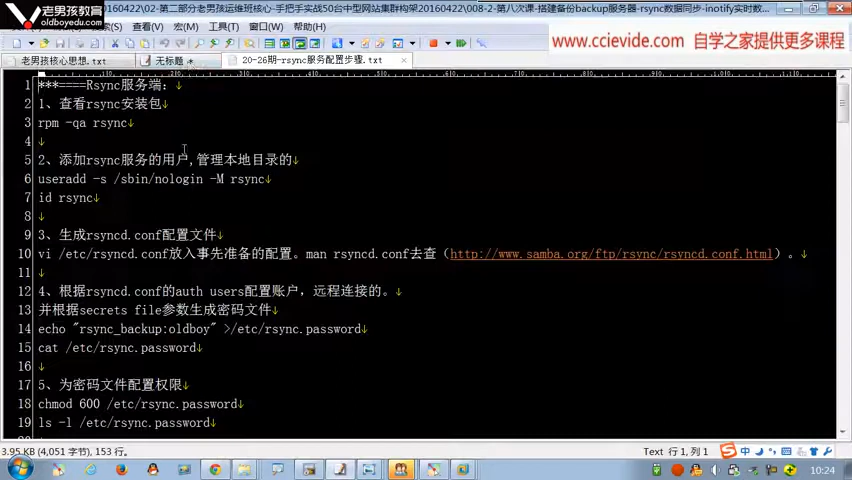 老男孩
oldboyedu.com
20160422\02-第二部分老男孩运维班核心-手把手实战50台中型网站集群构架20160422\008-2-第八次课-搭建备份backup服务器-rsync数据同步-inotify实时数...
查看(V) 宏(M) 工具(T) 窗口(W) 帮助(H)
www.ccievide.com 自学之家提供更多课程
老男孩核心思想.txt 无标题 * 20-26期-rsync服务配置步骤.txt
1 ***====Rsync服务端：
2 1、查看rsync安装包
3 rpm -qa rsync
4
5 2、添加rsync服务的用户,管理本地目录的
6 useradd -s /sbin/nologin -M rsync
7 id rsync
8
9 3、生成rsyncd.conf配置文件
10 vi /etc/rsyncd.conf放入事先准备的配置。man rsyncd.conf去查（http://www.samba.org/ftp/rsync/rsyncd.conf.html）。
11
12 4、根据rsyncd.conf的auth users配置账户，远程连接的。
13 并根据secrets file参数生成密码文件
14 echo "rsync_backup:oldboy" >/etc/rsync.password
15 cat /etc/rsync.password
16
17 5、为密码文件配置权限
18 chmod 600 /etc/rsync.password
19 ls -l /etc/rsync.password
3.95 KB (4,051 字节), 153 行。 Text 行 1, 列 1
中
10:24